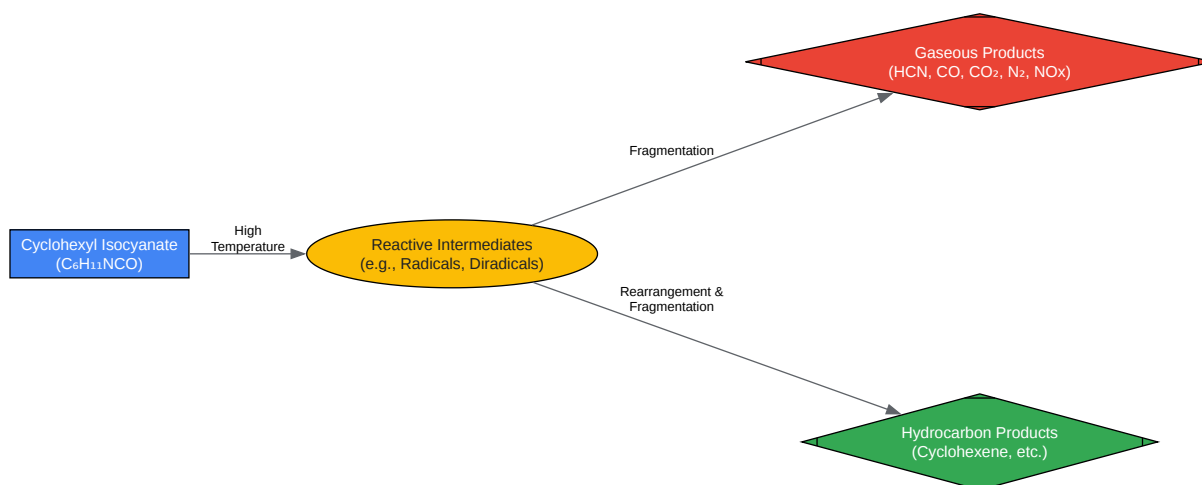 Cyclohexyl Isocyanate
(C₆H₁₁NCO)
High
Temperature
Reactive Intermediates
(e.g., Radicals, Diradicals)
Fragmentation
Gaseous Products
(HCN, CO, CO₂, N₂, NOx)
Rearrangement &
Fragmentation
Hydrocarbon Products
(Cyclohexene, etc.)